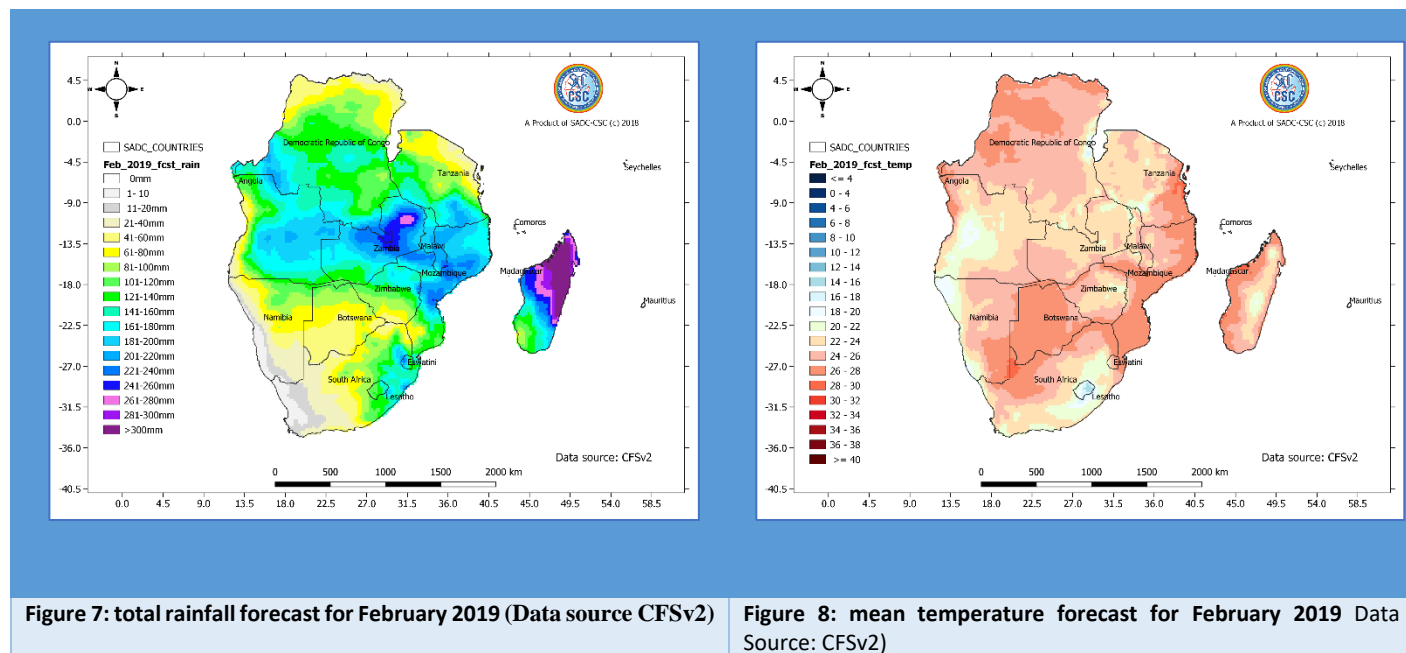 N
W
E
S
SADC
CSC
A Product of SADC-CSC (c) 2018
SADC_COUNTRIES
Feb_2019_fcst_rain
0mm
1- 10
11-20mm
21-40mm
41-60mm
61-80mm
81-100mm
101-120mm
121-140mm
141-160mm
161-180mm
181-200mm
201-220mm
221-240mm
241-260mm
261-280mm
281-300mm
>300mm
Democratic Republic of Congo
Tanzania
Seychelles
Angola
Comoros
Zambia
Malawi
Mozambique
Madagascar
Zimbabwe
Mauritius
Namibia
Botswana
Eswatini
South Africa
Lesotho
Data source: CFSv2
0 500 1000 1500 2000 km
4.5
0.0
-4.5
-9.0
-13.5
-18.0
-22.5
-27.0
-31.5
-36.0
-40.5
0.0 4.5 9.0 13.5 18.0 22.5 27.0 31.5 36.0 40.5 45.0 49.5 54.0 58.5
N
W
E
S
CSC
A Product of SADC-CSC (c) 2018
SADC_COUNTRIES
Feb_2019_fcst_temp
<= 4
0 - 4
4 - 6
6 - 8
8 - 10
10 - 12
12 - 14
14 - 16
16 - 18
18 - 20
20 - 22
22 - 24
24 - 26
26 - 28
28 - 30
30 - 32
32 - 34
34 - 36
36 - 38
>= 40
Democratic Republic of Congo
Tanzania
Seychelles
Angola
Comoros
Zambia
Malawi
Mozambique
Madagascar
Zimbabwe
Mauritius
Namibia
Botswana
Eswatini
South Africa
Lesotho
Data source: CFSv2
0 500 1000 1500 2000 km
4.5
0.0
-4.5
-9.0
-13.5
-18.0
-22.5
-27.0
-31.5
-36.0
-40.5
0.0 4.5 9.0 13.5 18.0 22.5 27.0 31.5 36.0 40.5 45.0 49.5 54.0 58.5
Figure 7: total rainfall forecast for February 2019 (Data source CFSv2)
Figure 8: mean temperature forecast for February 2019 Data
Source: CFSv2)